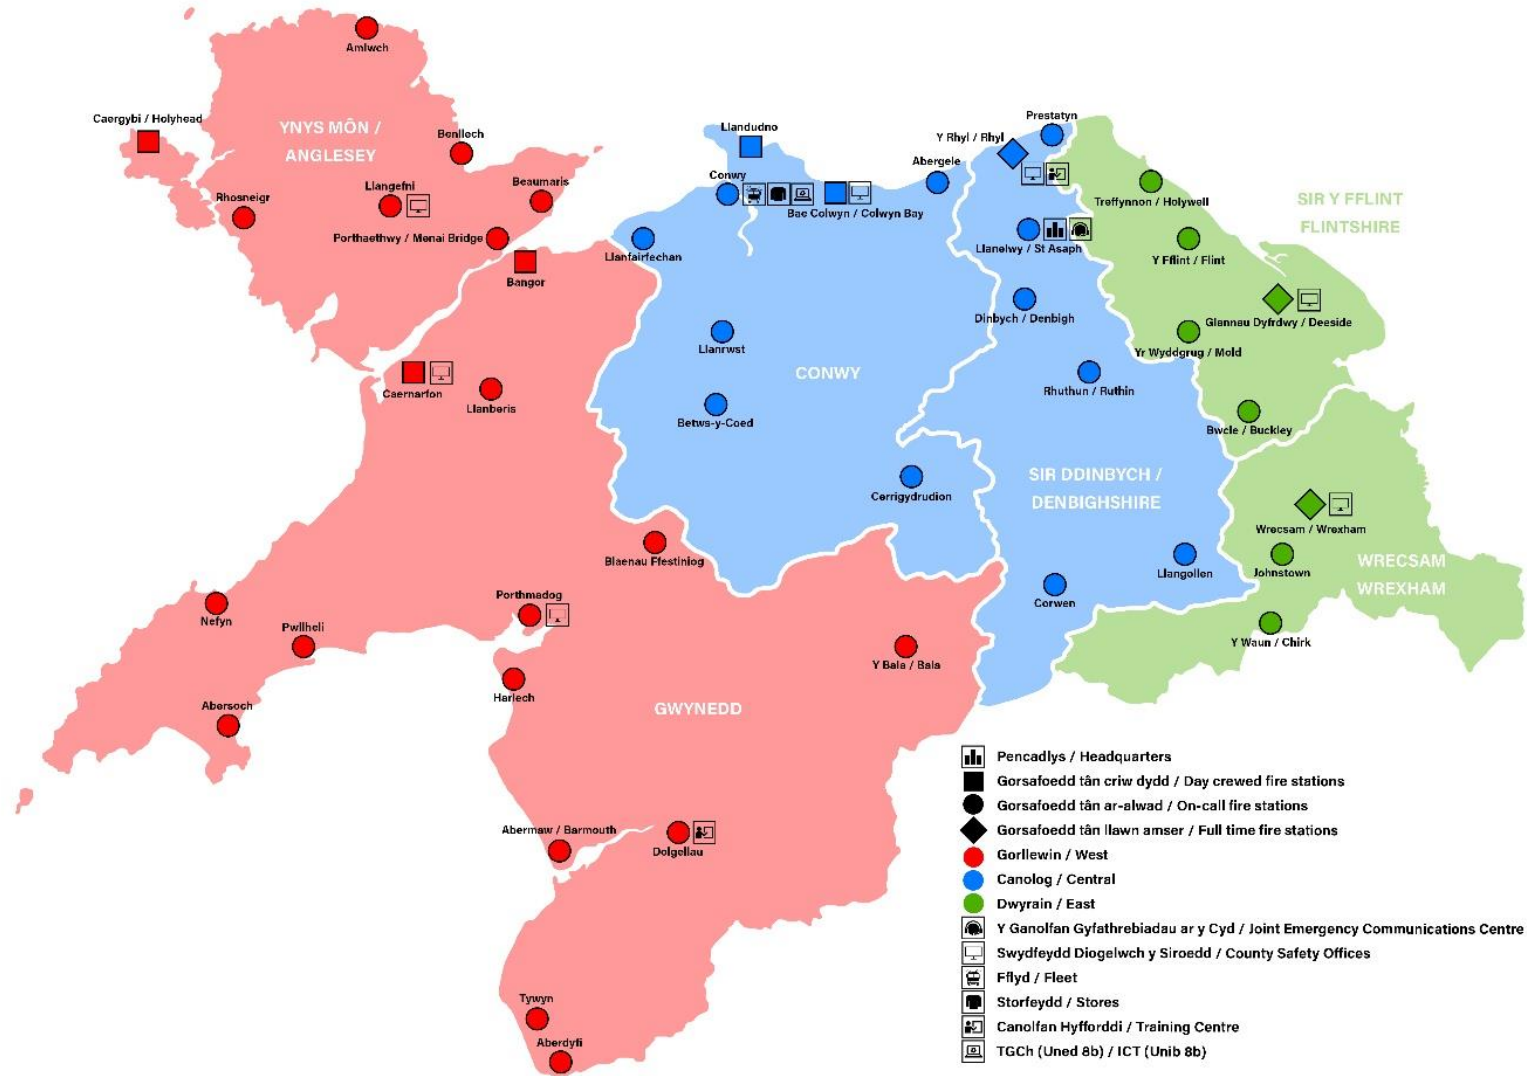 Amlwch
Caergybi / Holyhead
YNYS MÔN /
ANGLESEY
Benllech
Llangefni
Beaumaris
Rhosneigr
Porthaethwy / Menai Bridge
Bangor
Caernarfon
Llanberis
Llandudno
Conwy
Bae Colwyn / Colwyn Bay
Abergele
Llanfairfechan
Llanrwst
CONWY
Betws-y-Coed
Cerrigydrudion
Prestatyn
Y Rhyl / Rhyl
Llanelwy / St Asaph
Dinbych / Denbigh
Rhuthun / Ruthin
SIR DDINBYCH /
DENBIGHSHIRE
Llangollen
Corwen
Treffynnon / Holywell
SIR Y FFLINT
FLINTSHIRE
Y Fflint / Flint
Glannau Dyfrdwy / Deeside
Yr Wyddgrug / Mold
Bwcle / Buckley
Wrecsam / Wrexham
Johnstown
WRECSAM
WREXHAM
Y Waun / Chirk
Blaenau Ffestiniog
Nefyn
Pwllheli
Porthmadog
Y Bala / Bala
Harlech
Abersoch
GWYNEDD
Abermaw / Barmouth
Dolgellau
Tywyn
Aberdyfi
Pencadlys / Headquarters
Gorsafoedd tân criw dydd / Day crewed fire stations
Gorsafoedd tân ar-alwad / On-call fire stations
Gorsafoedd tân llawn amser / Full time fire stations
Gorllewin / West
Canolog / Central
Dwyrain / East
Y Ganolfan Gyfathrebiadau ar y Cyd / Joint Emergency Communications Centre
Swydfeydd Diogelwch y Siroedd / County Safety Offices
Fflyd / Fleet
Storfeydd / Stores
Canolfan Hyfforddi / Training Centre
TGCh (Uned 8b) / ICT (Unib 8b)